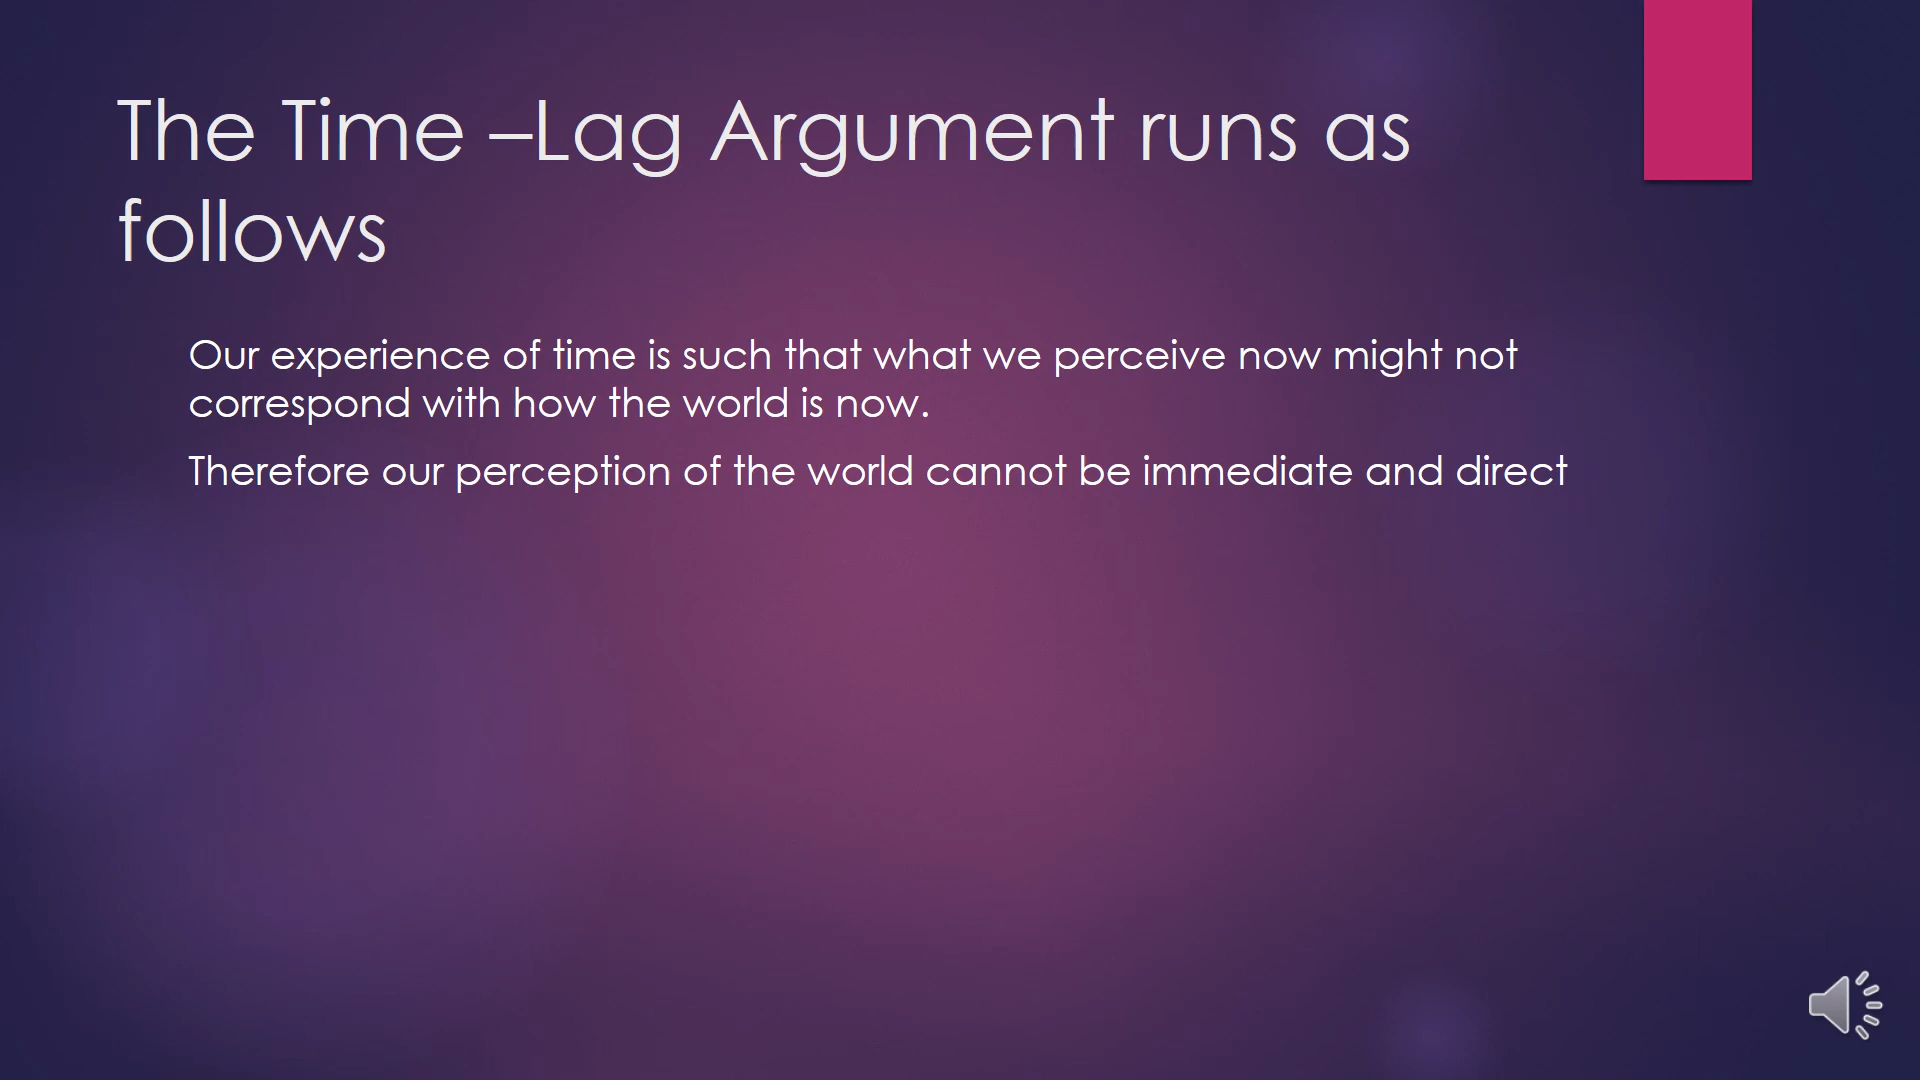 The Time –Lag Argument runs as
follows
Our experience of time is such that what we perceive now might not
correspond with how the world is now.
Therefore our perception of the world cannot be immediate and direct